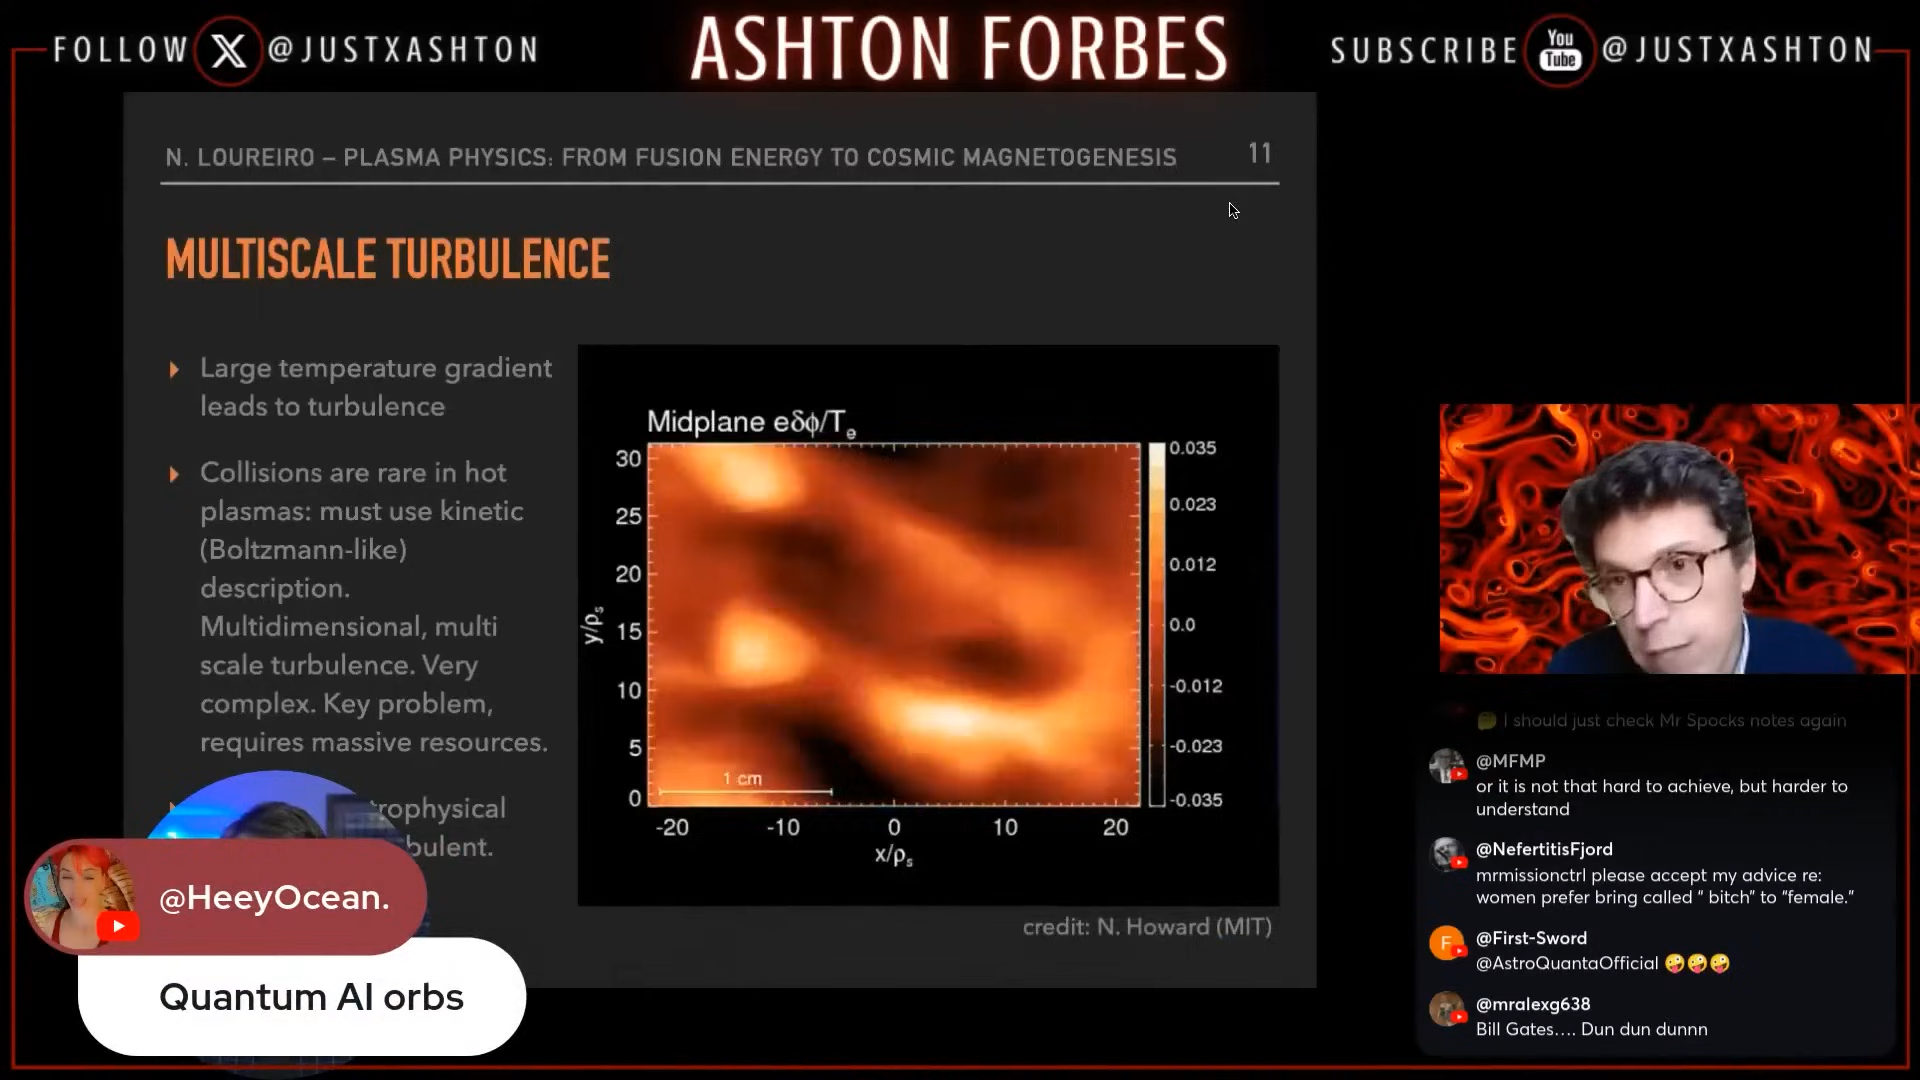 FOLLOW X @JUSTXASHTON
ASHTON FORBES
SUBSCRIBE You Tube @JUSTXASHTON
N. LOUREIRO – PLASMA PHYSICS: FROM FUSION ENERGY TO COSMIC MAGNETOGENESIS 11
MULTISCALE TURBULENCE
Large temperature gradient
leads to turbulence
Collisions are rare in hot
plasmas: must use kinetic
(Boltzmann-like)
description.
Multidimensional, multi
scale turbulence. Very
complex. Key problem,
requires massive resources.
Midplane eδϕ/Te
30
25
20
15
10
5
0
y/ρs
1 cm
-20 -10 0 10 20
x/ρs
0.035
0.023
0.012
0.0
-0.012
-0.023
-0.035
credit: N. Howard (MIT)
@HeeyOcean.
Quantum AI orbs
🤔 I should just check Mr Spocks notes again
@MFMP
or it is not that hard to achieve, but harder to
understand
@NefertitisFjord
mrmissionctrl please accept my advice re:
women prefer bring called “ bitch” to “female.”
F
@First-Sword
@AstroQuantaOfficial 🤪🤪🤪
@mralexg638
Bill Gates.... Dun dun dunnn